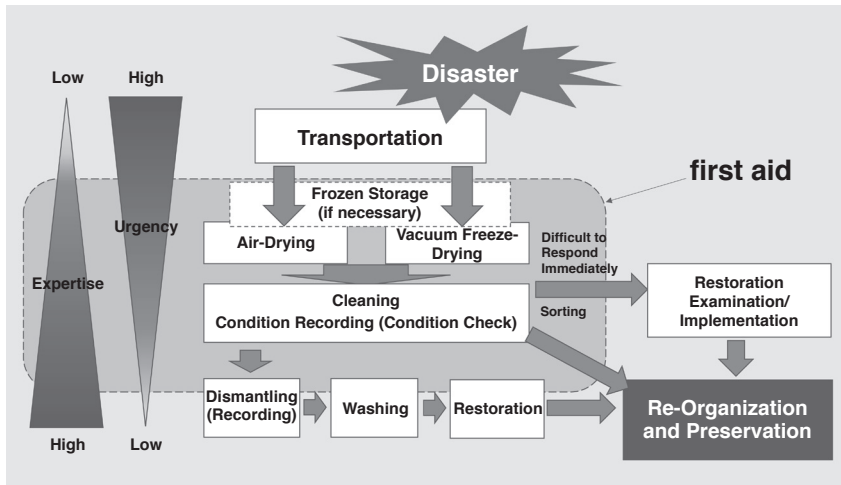 Disaster
Low
High
Transportation
first aid
Frozen Storage
(if necessary)
Urgency
Air-Drying
Vacuum Freeze-
Drying
Difficult to
Respond
Immediately
Expertise
Cleaning
Condition Recording (Condition Check)
Sorting
Restoration
Examination/
Implementation
Dismantling
(Recording)
Washing
Restoration
Re-Organization
and Preservation
High
Low